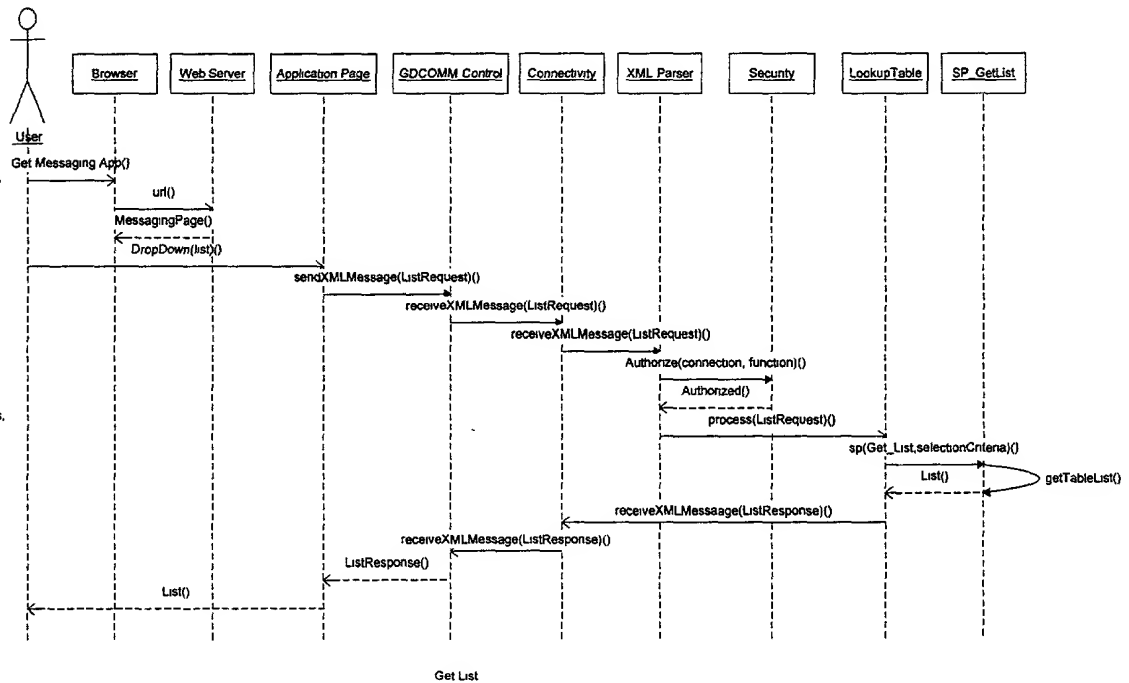 Browser
Web Server
Application Page
GDCOMM Control
Connectivity
XML Parser
Security
LookupTable
SP_GetList
User
Get Messaging App()
url()
MessagingPage()
DropDown(list)()
sendXMLMessage(ListRequest)()
receiveXMLMessage(ListRequest)()
receiveXMLMessage(ListRequest)()
Authorize(connection, function)()
Authorized()
s,
process(ListRequest)()
sp(Get_List,selectionCriteria)()
List()
getTableList()
receiveXMLMessaage(ListResponse)()
receiveXMLMessage(ListResponse)()
ListResponse()
List()
Get List